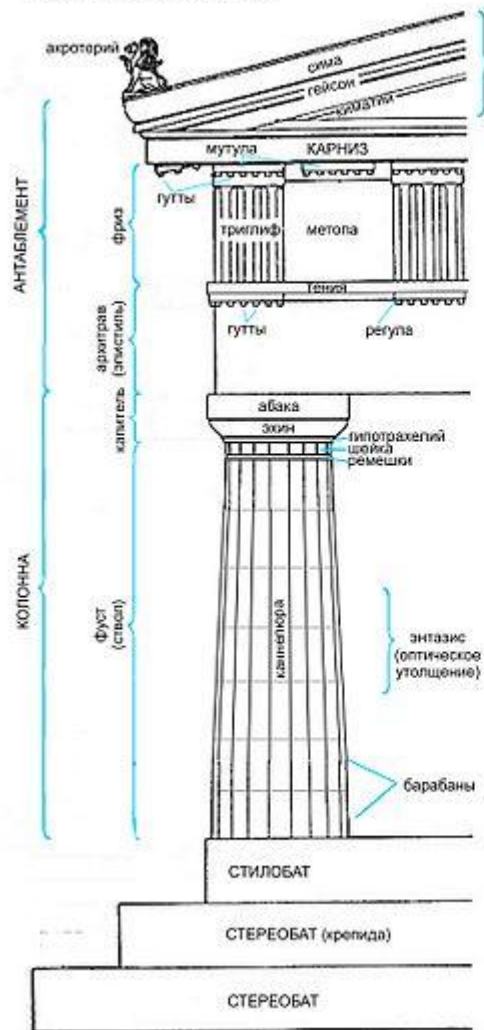 акротерий
сима
гейсон
киматий
мутула
КАРНИЗ
гутты
АНТАБЛЕМЕНТ
фриз
триглиф
метопа
тения
гутты
регула
архитрав
(эпистиль)
капитель
абака
эхин
гипотрахелий
шейка
ремешки
КОЛОННА
фуст
(ствол)
каннелюра
энтазис
(оптическое
утолщение)
барабаны
СТИЛОБАТ
СТЕРЕОБАТ (крепида)
СТЕРЕОБАТ